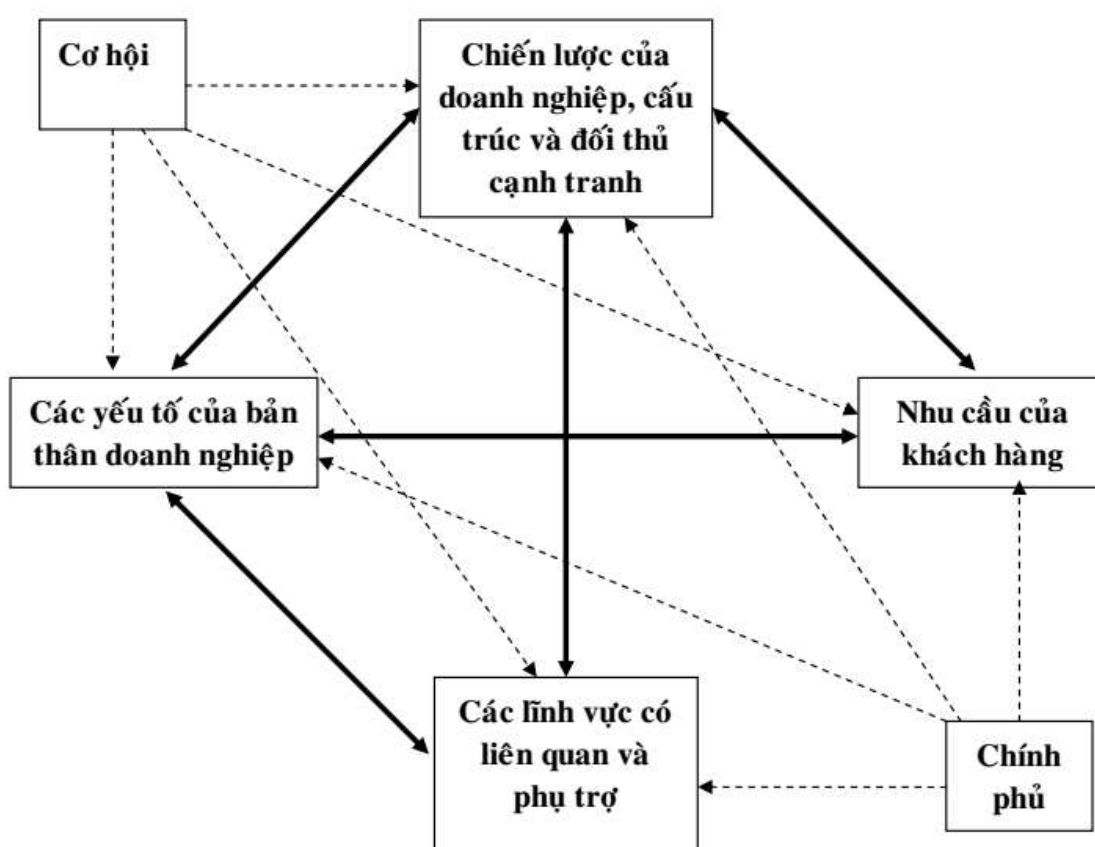 Cơ hội
Chiến lược của
doanh nghiệp, cấu
trúc và đối thủ
cạnh tranh
Các yếu tố của bản
thân doanh nghiệp
Nhu cầu của
khách hàng
Các lĩnh vực có
liên quan và
phụ trợ
Chính
phủ